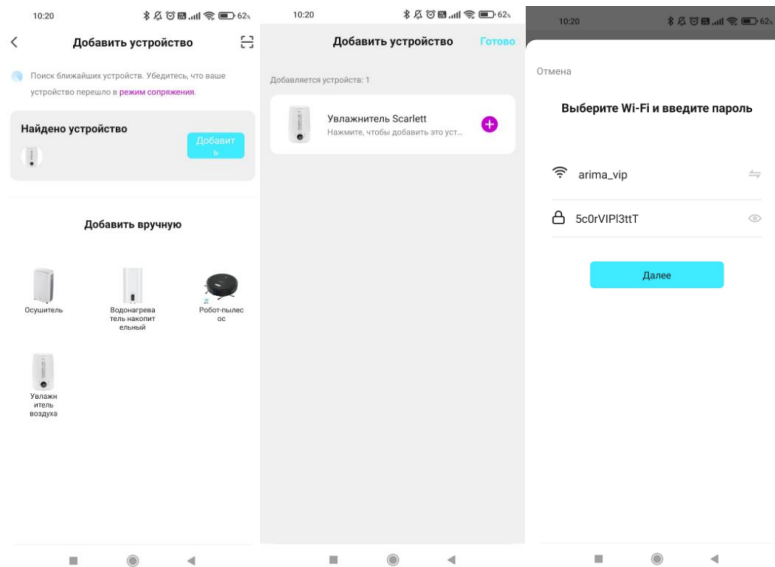 10:20
62%
Добавить устройство
Поиск ближайших устройств. Убедитесь, что ваше
устройство перешло в режим сопряжения.
Найдено устройство
Добавит
ь
Добавить вручную
Осушитель
Водонагрева
тель накопит
ельный
Робот-пылес
ос
Увлажн
итель
воздуха
10:20
62%
Добавить устройство
Готово
Добавляется устройств: 1
Увлажнитель Scarlett
Нажмите, чтобы добавить это уст...
10:20
62%
Отмена
Выберите Wi-Fi и введите пароль
arima_vip
5c0rVIPl3ttT
Далее